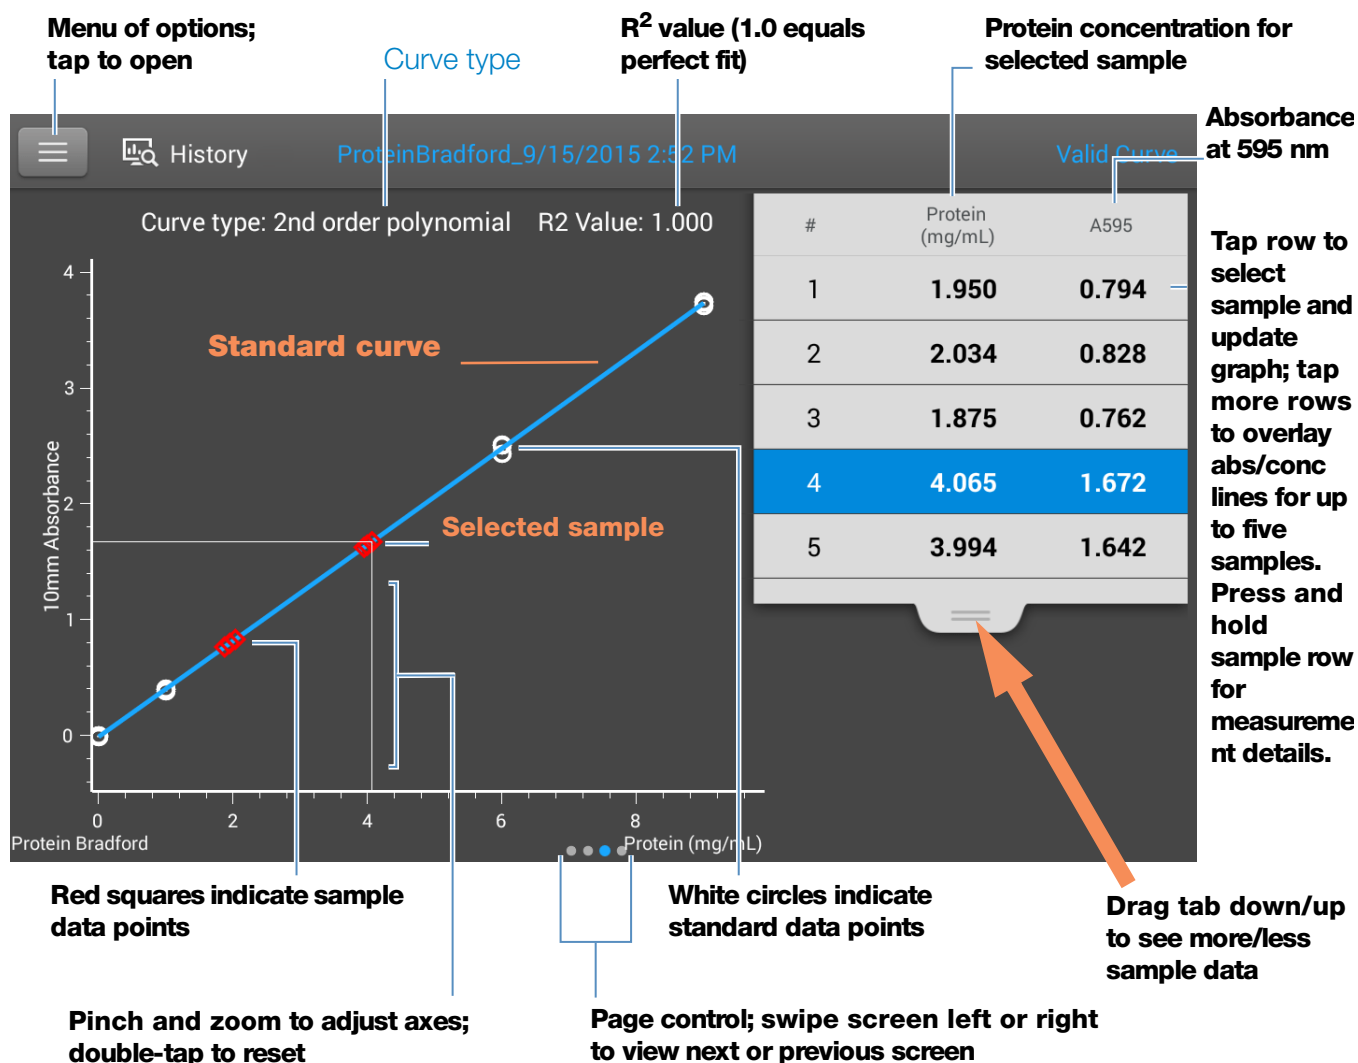 Menu of options;
tap to open
Curve type
R2 value (1.0 equals
perfect fit)
Protein concentration for
selected sample
Absorbance
at 595 nm
History
ProteinBradford_9/15/2015 2:52 PM
Valid Curve
Curve type: 2nd order polynomial R2 Value: 1.000
# Protein (mg/mL) A595
1 1.950 0.794
2 2.034 0.828
3 1.875 0.762
4 4.065 1.672
5 3.994 1.642
Tap row to
select
sample and
update
graph; tap
more rows
to overlay
abs/conc
lines for up
to five
samples.
Press and
hold
sample row
for
measureme
nt details.
Standard curve
Selected sample
10mm Absorbance
4
3
2
1
0
0 2 4 6 8
Protein Bradford
Protein (mg/mL)
Red squares indicate sample
data points
White circles indicate
standard data points
Drag tab down/up
to see more/less
sample data
Pinch and zoom to adjust axes;
double-tap to reset
Page control; swipe screen left or right
to view next or previous screen